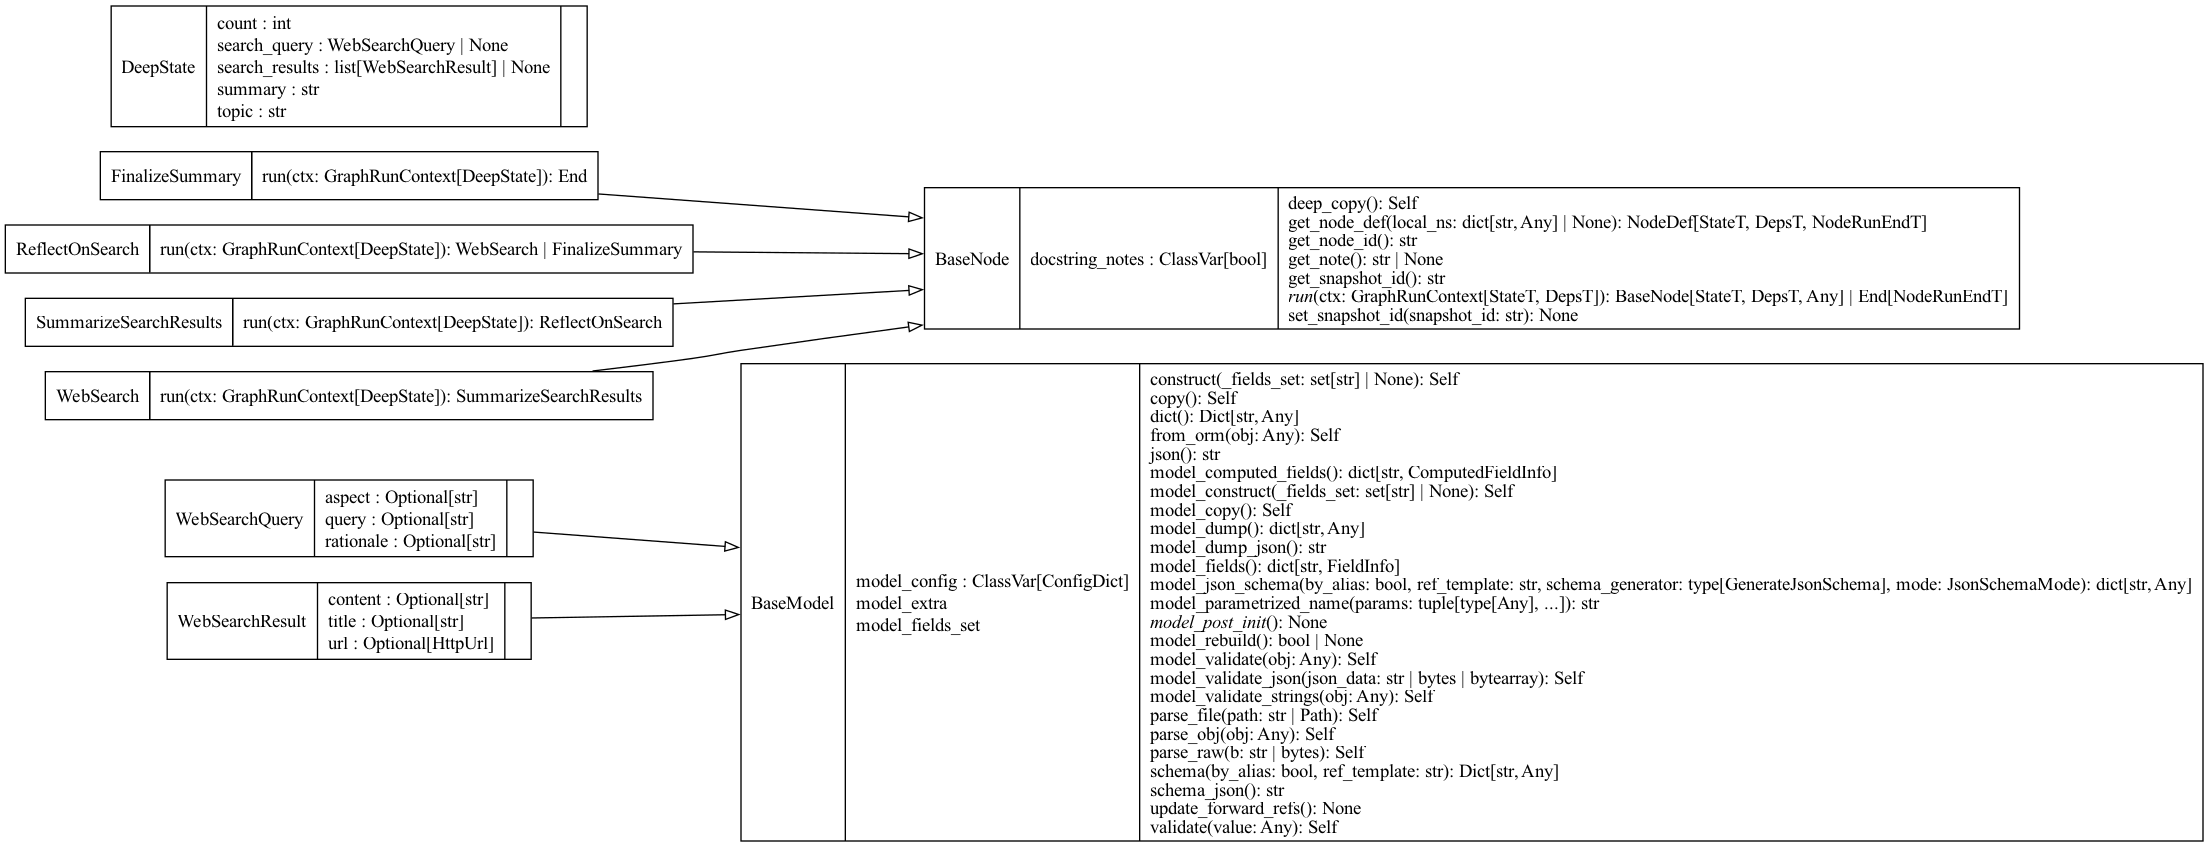 DeepState
count : int
search_query : WebSearchQuery | None
search_results : list[WebSearchResult] | None
summary : str
topic : str
FinalizeSummary
run(ctx: GraphRunContext[DeepState]): End
ReflectOnSearch
run(ctx: GraphRunContext[DeepState]): WebSearch | FinalizeSummary
SummarizeSearchResults
run(ctx: GraphRunContext[DeepState]): ReflectOnSearch
WebSearch
run(ctx: GraphRunContext[DeepState]): SummarizeSearchResults
BaseNode
docstring_notes : ClassVar[bool]
deep_copy(): Self
get_node_def(local_ns: dict[str, Any] | None): NodeDef[StateT, DepsT, NodeRunEndT]
get_node_id(): str
get_note(): str | None
get_snapshot_id(): str
run(ctx: GraphRunContext[StateT, DepsT]): BaseNode[StateT, DepsT, Any] | End[NodeRunEndT]
set_snapshot_id(snapshot_id: str): None
WebSearchQuery
aspect : Optional[str]
query : Optional[str]
rationale : Optional[str]
WebSearchResult
content : Optional[str]
title : Optional[str]
url : Optional[HttpUrl]
BaseModel
model_config : ClassVar[ConfigDict]
model_extra
model_fields_set
construct(_fields_set: set[str] | None): Self
copy(): Self
dict(): Dict[str, Any]
from_orm(obj: Any): Self
json(): str
model_computed_fields(): dict[str, ComputedFieldInfo]
model_construct(_fields_set: set[str] | None): Self
model_copy(): Self
model_dump(): dict[str, Any]
model_dump_json(): str
model_fields(): dict[str, FieldInfo]
model_json_schema(by_alias: bool, ref_template: str, schema_generator: type[GenerateJsonSchema], mode: JsonSchemaMode): dict[str, Any]
model_parametrized_name(params: tuple[type[Any], ...]): str
model_post_init(): None
model_rebuild(): bool | None
model_validate(obj: Any): Self
model_validate_json(json_data: str | bytes | bytearray): Self
model_validate_strings(obj: Any): Self
parse_file(path: str | Path): Self
parse_obj(obj: Any): Self
parse_raw(b: str | bytes): Self
schema(by_alias: bool, ref_template: str): Dict[str, Any]
schema_json(): str
update_forward_refs(): None
validate(value: Any): Self